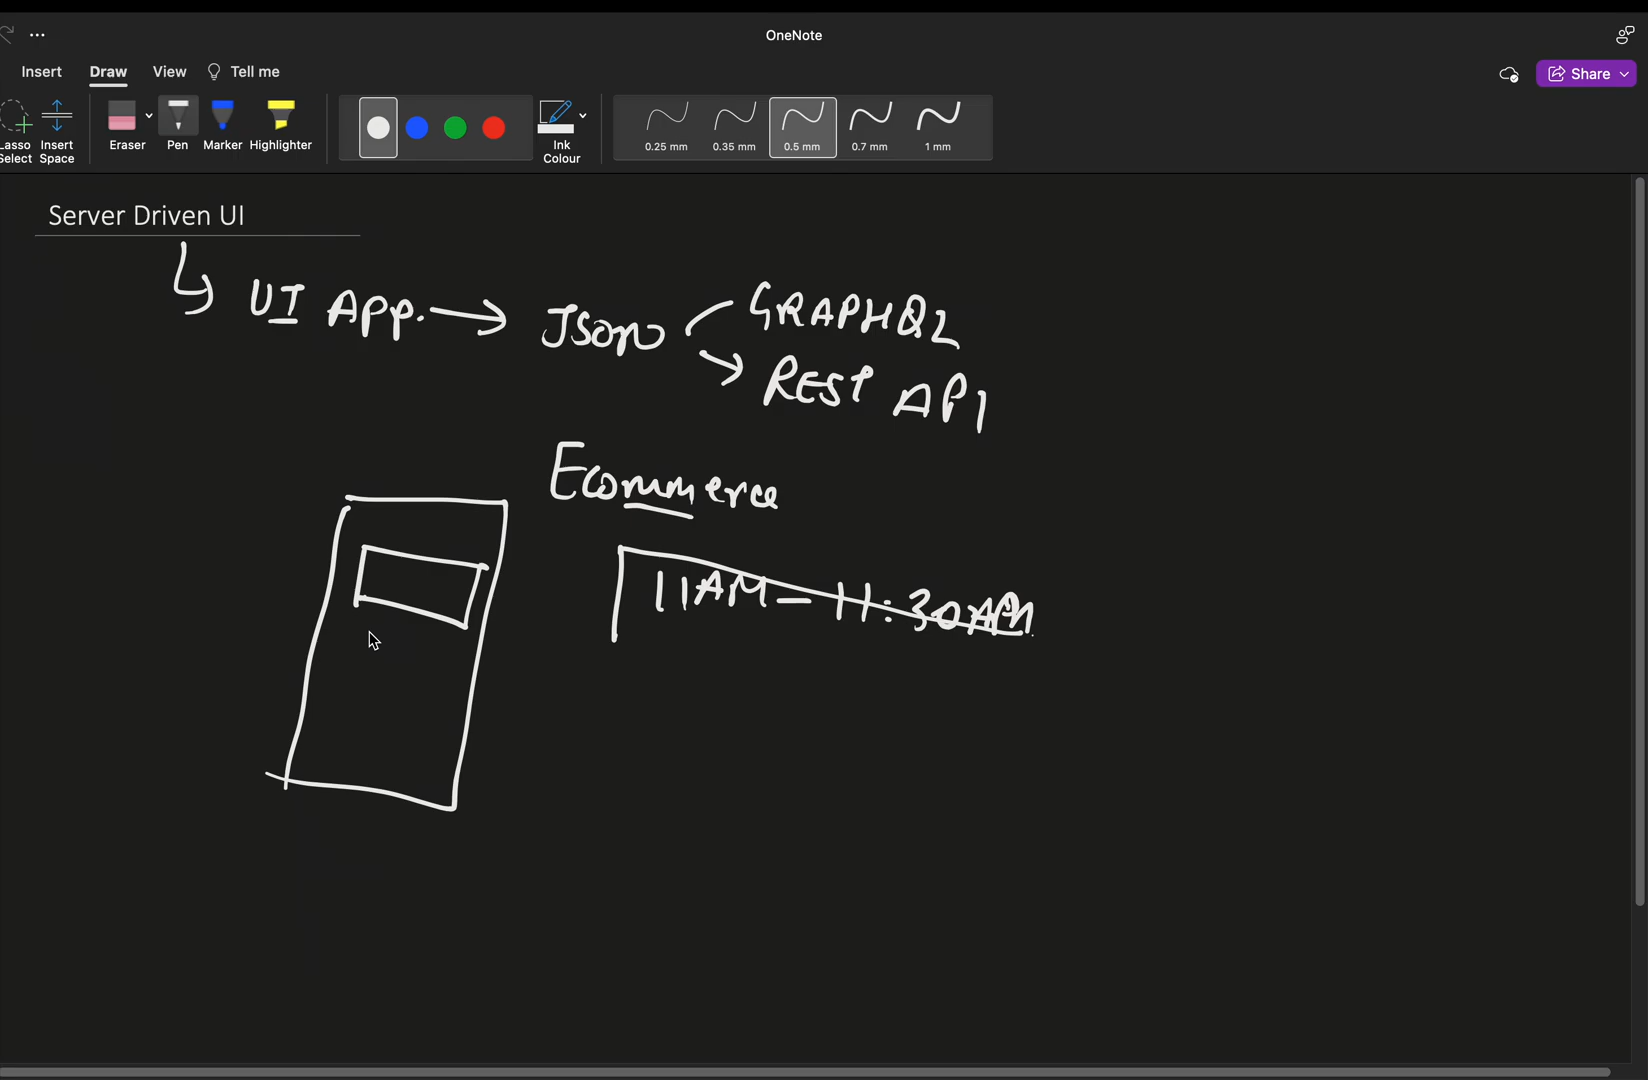 OneNote
Insert Draw View Tell me
Share
Lasso Select
Insert Space
Eraser
Pen
Marker
Highlighter
Ink Colour
0.25 mm
0.35 mm
0.5 mm
0.7 mm
1 mm
Server Driven UI
UI App. Json GRAPHQL
REST API
Ecommerce
11AM - 11:30AM